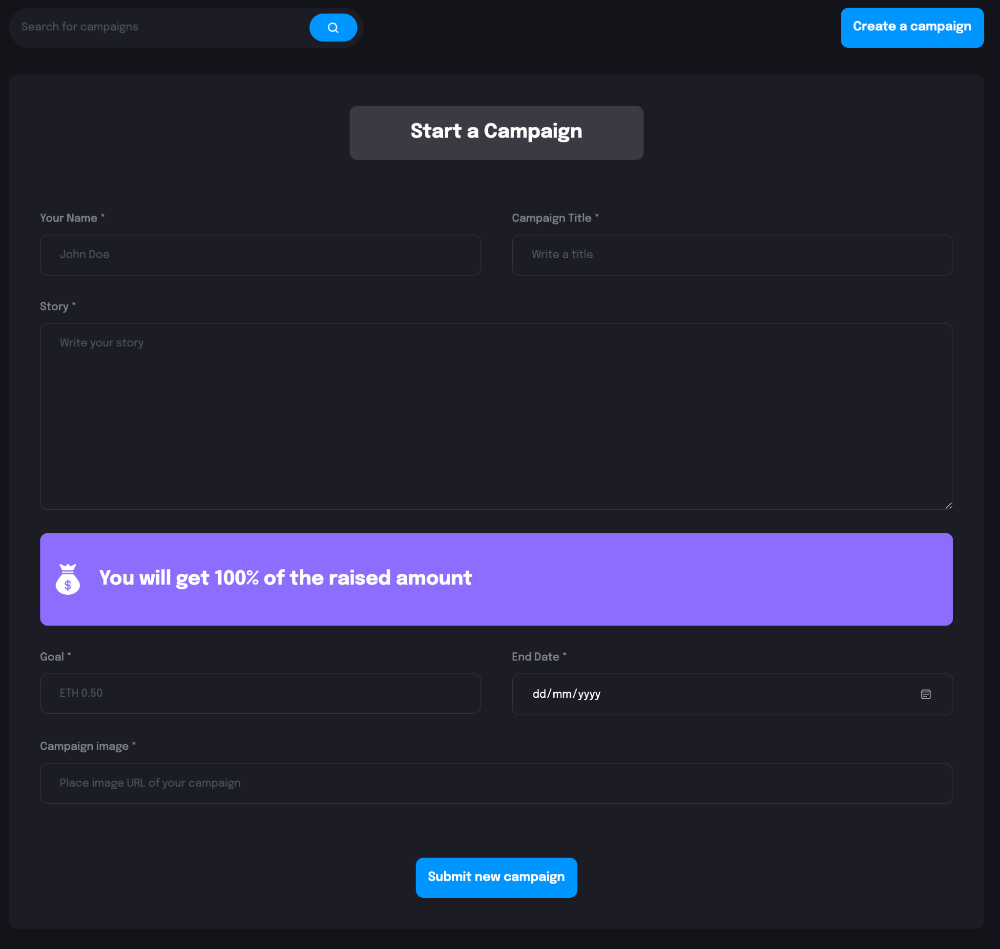 Search for campaigns
Create a campaign
Start a Campaign
Your Name *
Campaign Title *
John Doe
Write a title
Story *
Write your story
$
You will get 100% of the raised amount
Goal *
End Date *
ETH 0.50
dd/mm/yyyy
Campaign image *
Place image URL of your campaign
Submit new campaign